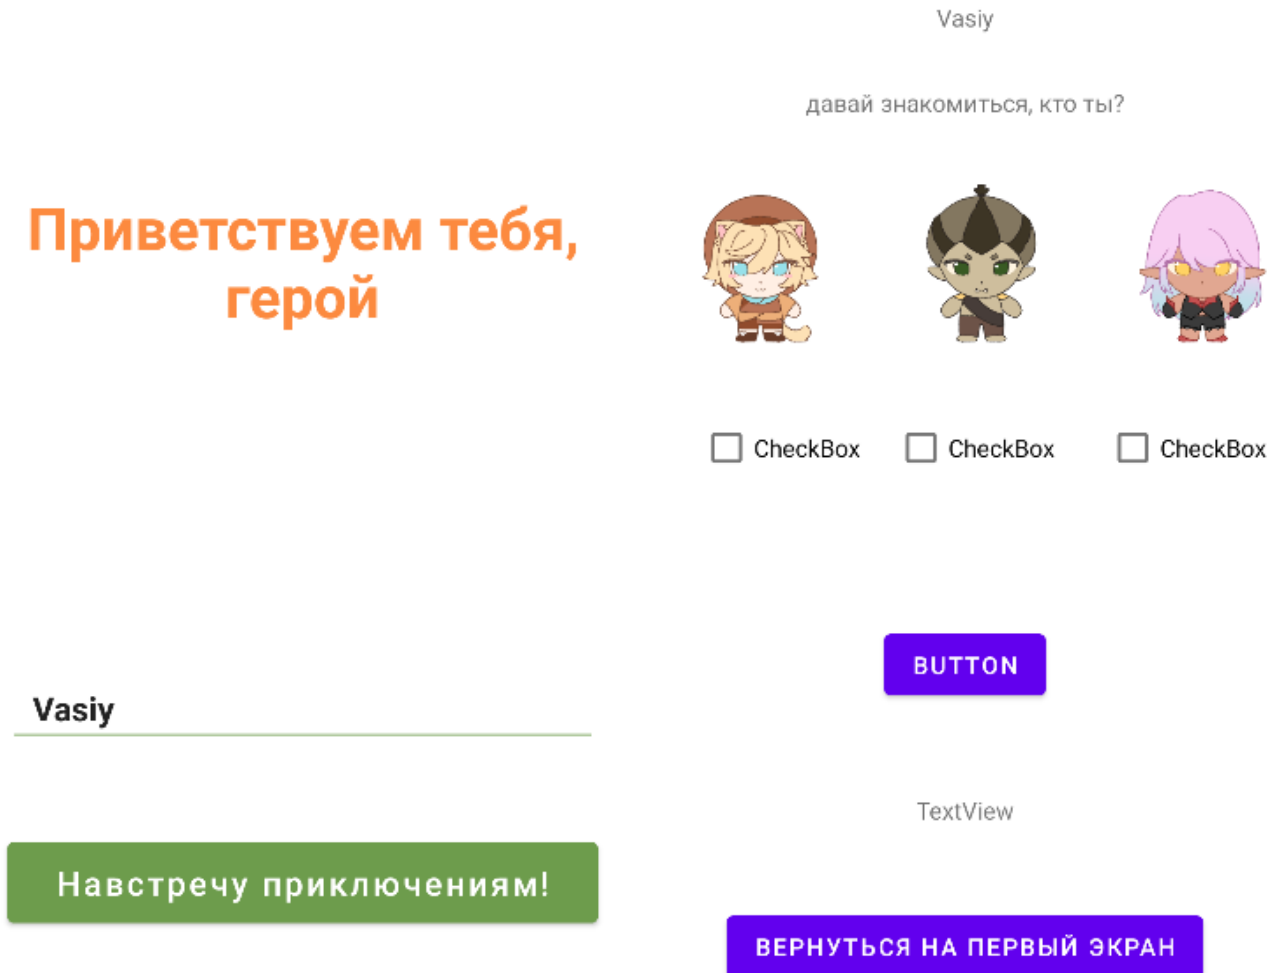 Приветствуем тебя,
герой
Vasiy
Навстречу приключениям!
Vasiy
давай знакомиться, кто ты?
CheckBox CheckBox CheckBox
BUTTON
TextView
ВЕРНУТЬСЯ НА ПЕРВЫЙ ЭКРАН